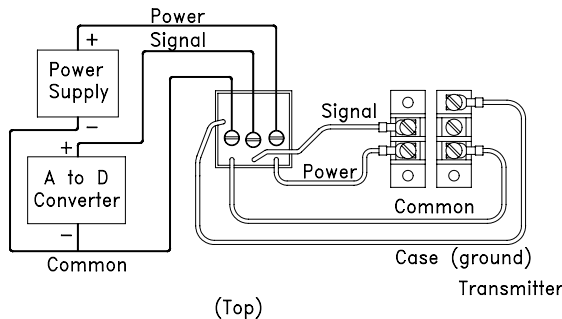 Power
Signal
+
Power
Supply
−
+
A to D
Converter
−
Common
Signal
Power
Common
Case (ground)
Transmitter
(Top)